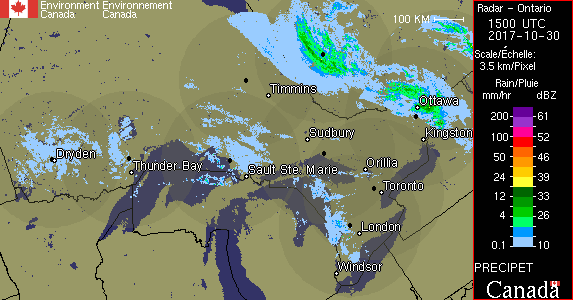 Environment Environnement
Canada Canada
100 KM
Radar - Ontario
1500 UTC
2017-10-30
Scale/Échelle:
3.5 km/Pixel
Rain/Pluie
mm/hr dBZ
200 61
100 52
50 46
24 39
12 33
4 26
0.1 10
PRECIPET
Canada
Timmins
Ottawa
Sudbury
Kingston
Dryden
Thunder Bay
Sault Ste. Marie
Orillia
Toronto
London
Windsor